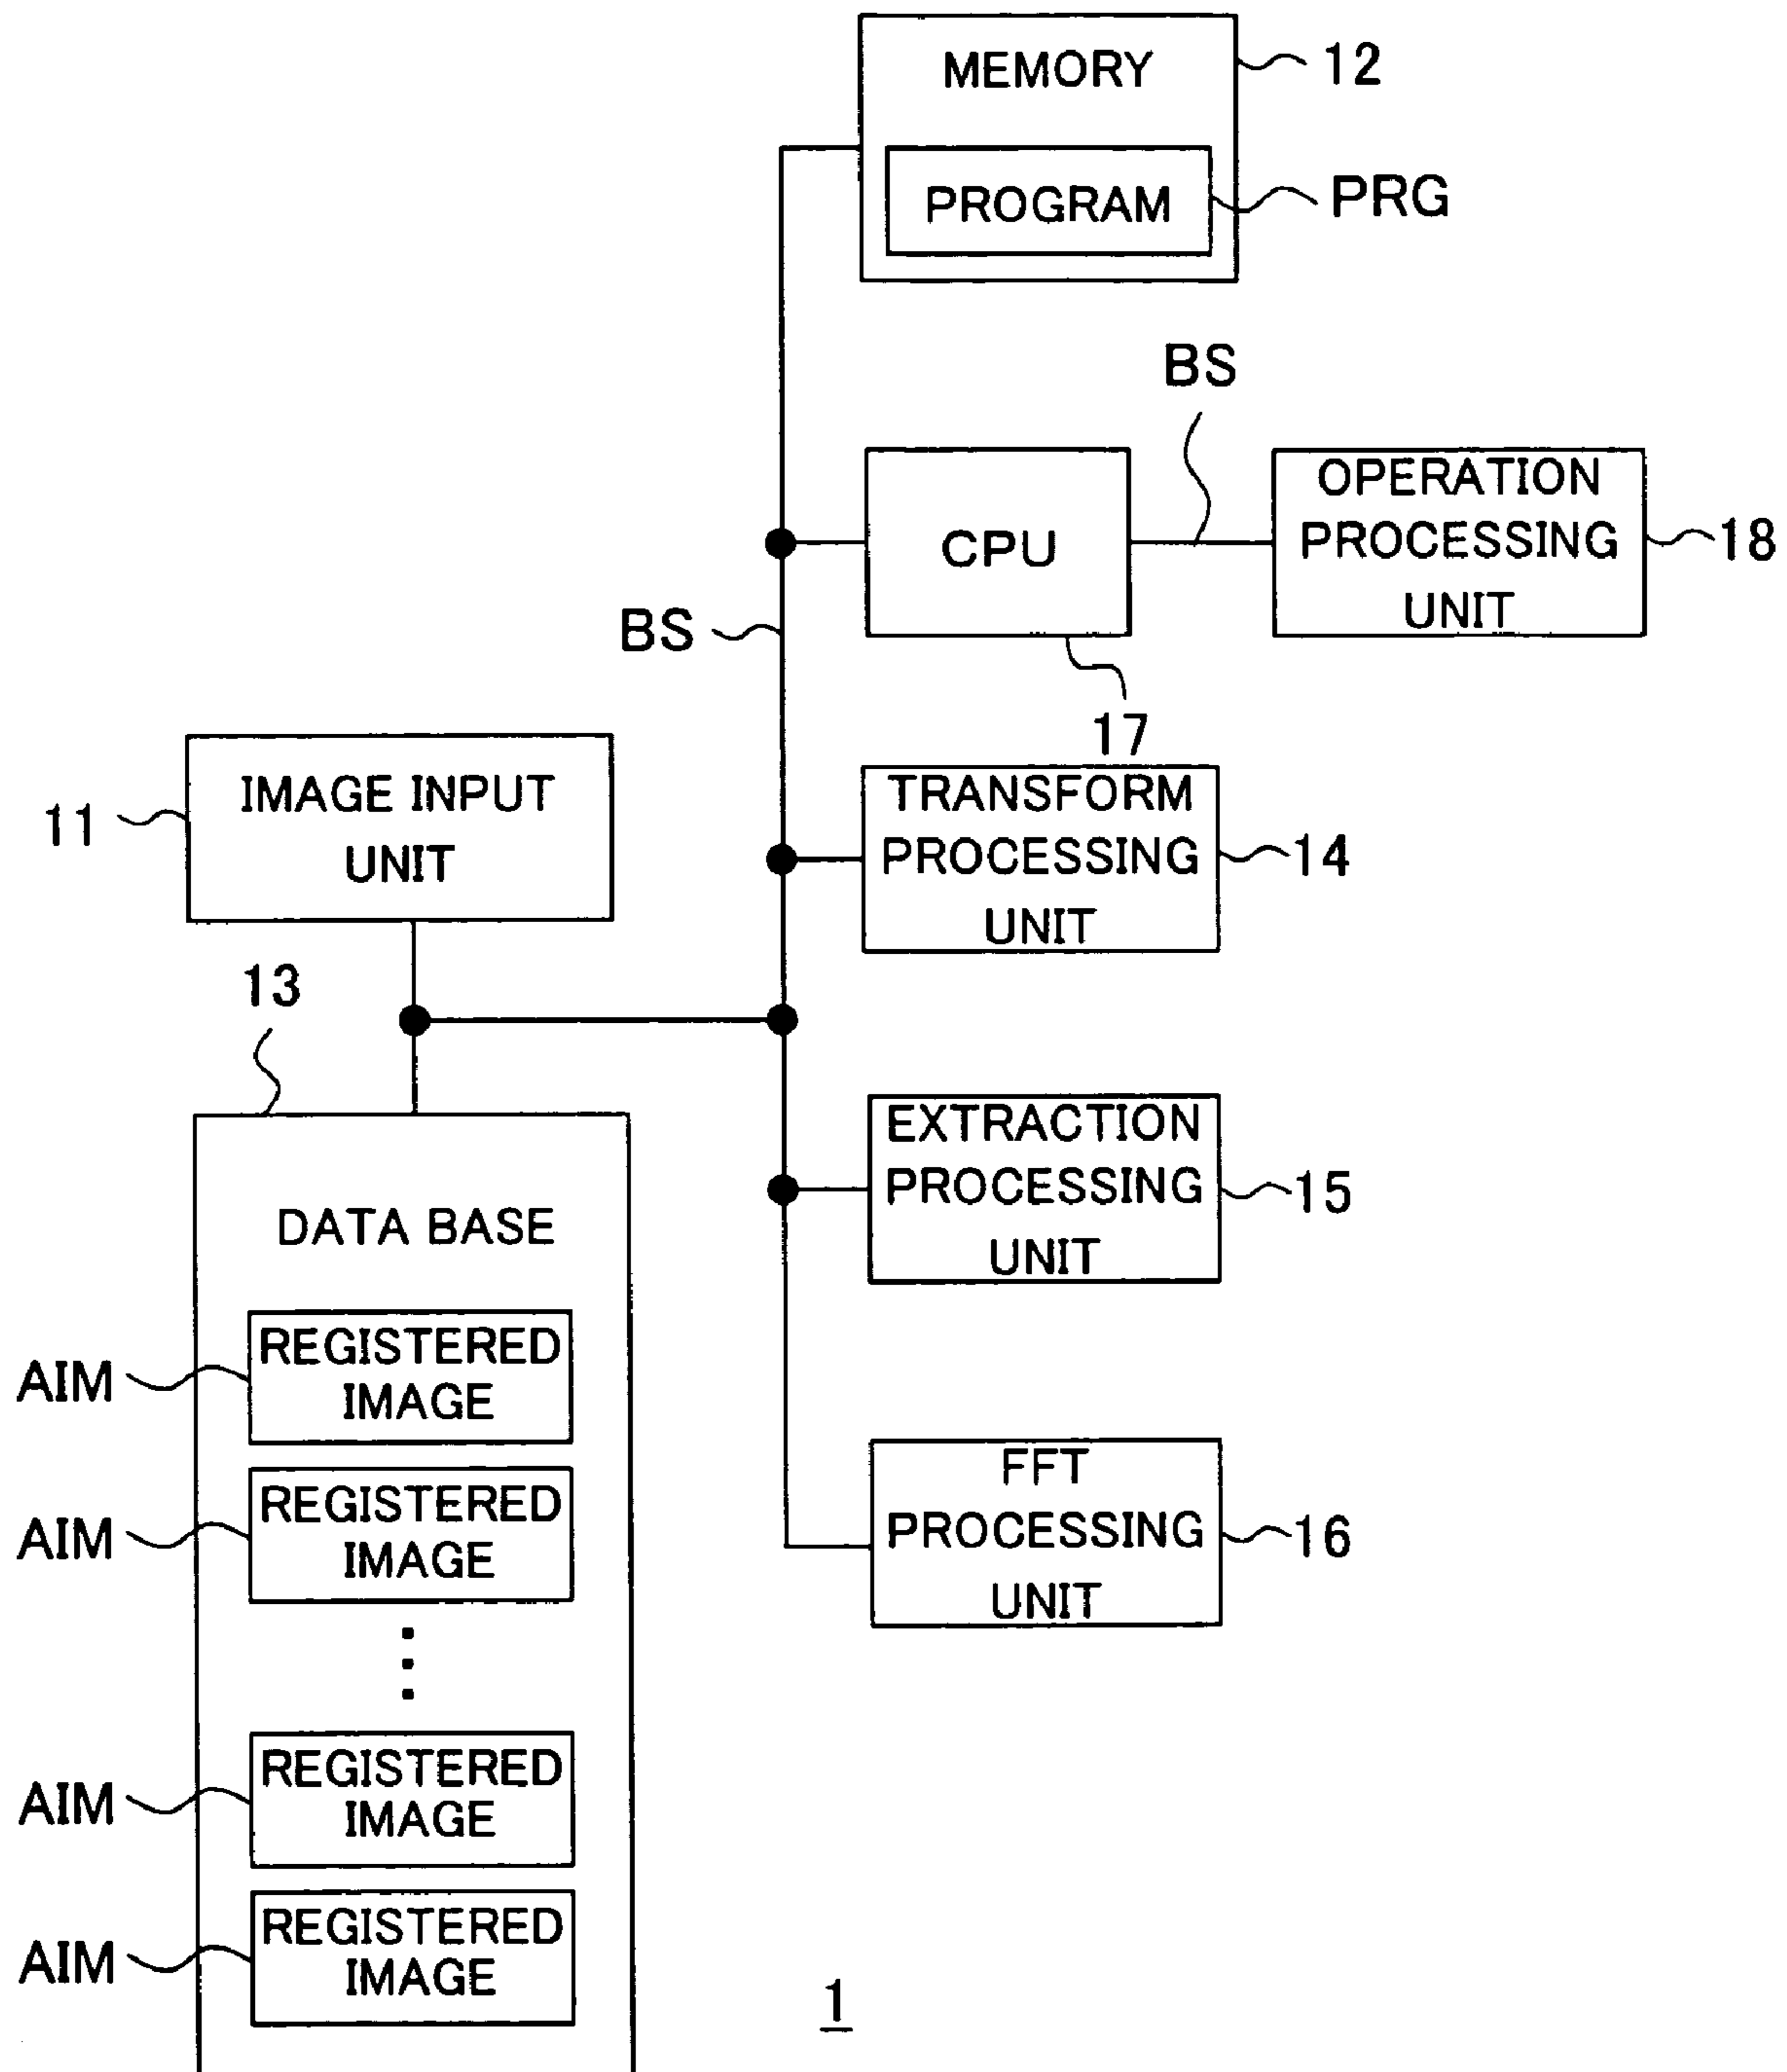 MEMORY
12
PROGRAM
PRG
BS
CPU
17
OPERATION
PROCESSING
UNIT
18
BS
IMAGE INPUT
UNIT
11
TRANSFORM
PROCESSING
UNIT
14
13
DATA BASE
EXTRACTION
PROCESSING
UNIT
15
AIM
REGISTERED
IMAGE
AIM
REGISTERED
IMAGE
FFT
PROCESSING
UNIT
16
AIM
REGISTERED
IMAGE
AIM
REGISTERED
IMAGE
1